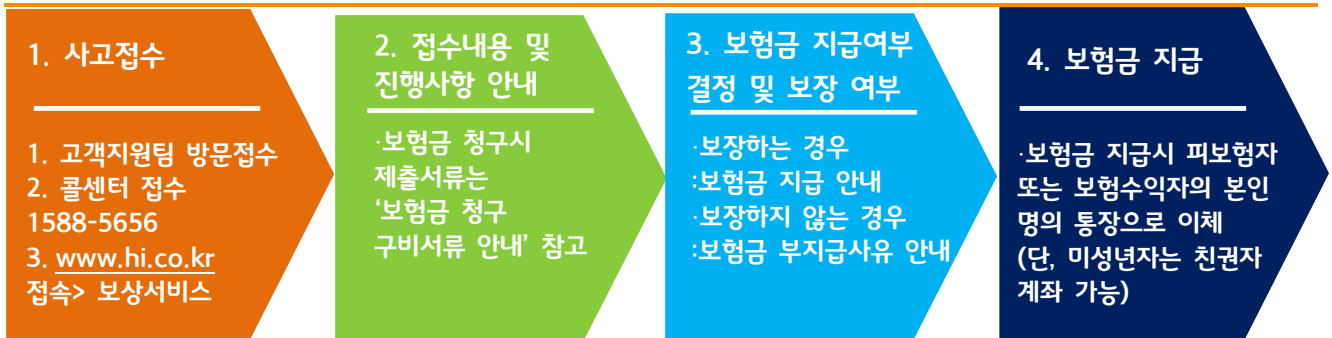 1. 사고접수
1. 고객지원팀 방문접수
2. 콜센터 접수
1588-5656
3. www.hi.co.kr
접속> 보상서비스
2. 접수내용 및
진행사항 안내
·보험금 청구시
제출서류는
‘보험금 청구
구비서류 안내’ 참고
3. 보험금 지급여부
결정 및 보장 여부
·보장하는 경우
:보험금 지급 안내
·보장하지 않는 경우
:보험금 부지급사유 안내
4. 보험금 지급
·보험금 지급시 피보험자
또는 보험수익자의 본인
명의 통장으로 이체
(단, 미성년자는 친권자
계좌 가능)